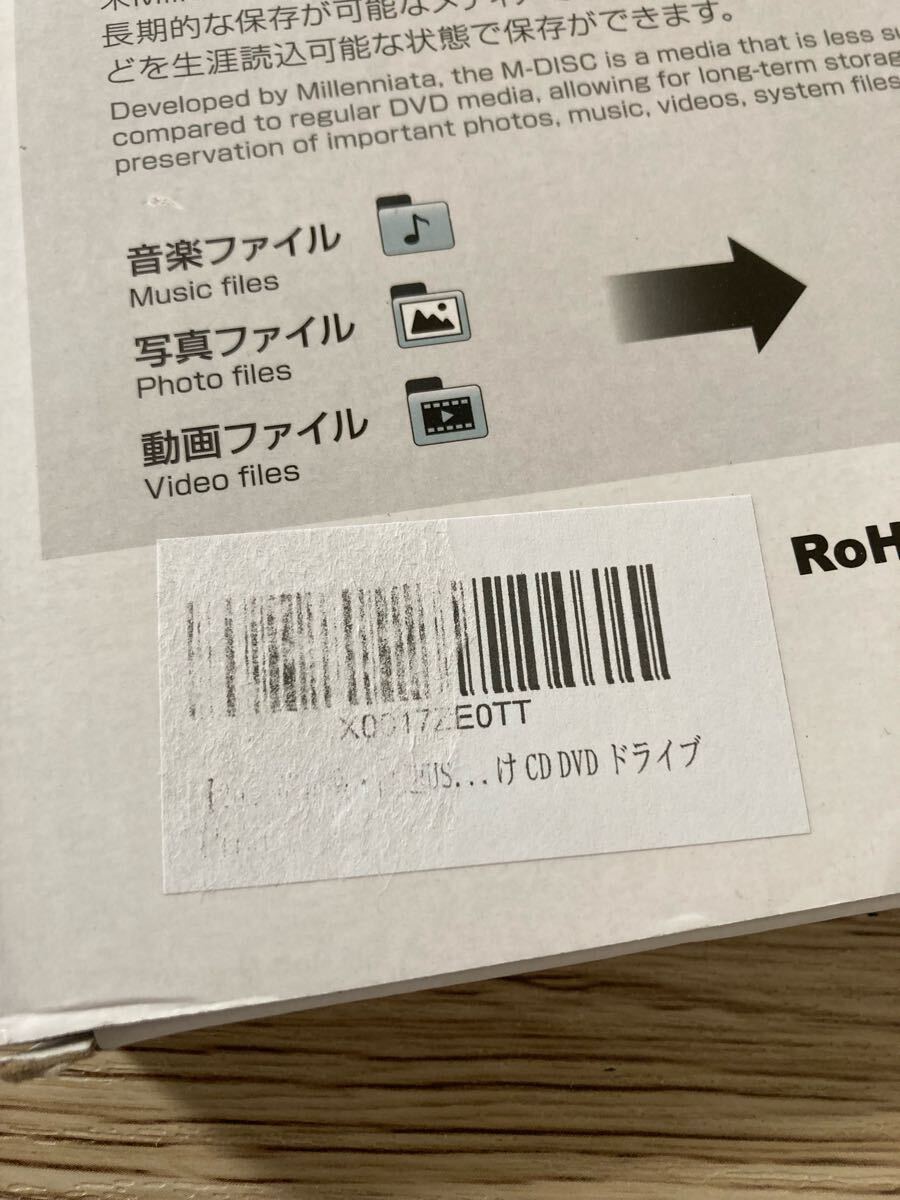 長期的な保存が可能なメディア
どを生涯読込可能な状態で保存ができます。
Developed by Millenniata, the M-DISC is a media that is less
compared to regular DVD media, allowing for long-term storag
preservation of important photos, music, videos, system files
音楽ファイル
Music files
写真ファイル
Photo files
動画ファイル
Video files
RoH
X0017ZE0TT
US...け CD DVD ドライブ